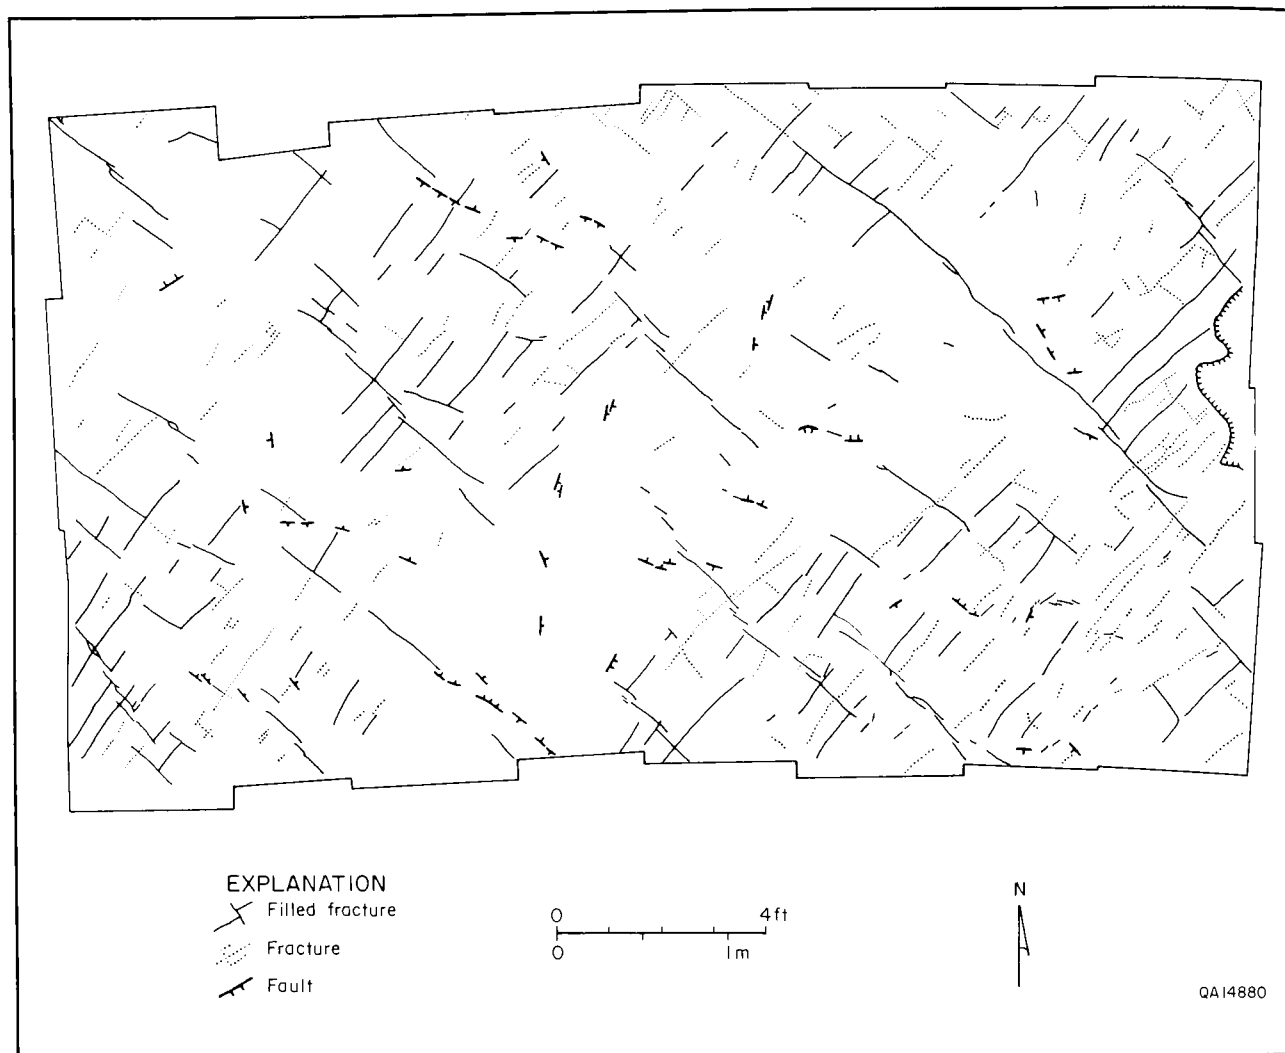 EXPLANATION
Filled fracture
Fracture
Fault
0 4ft
0 1m
N
QA14880